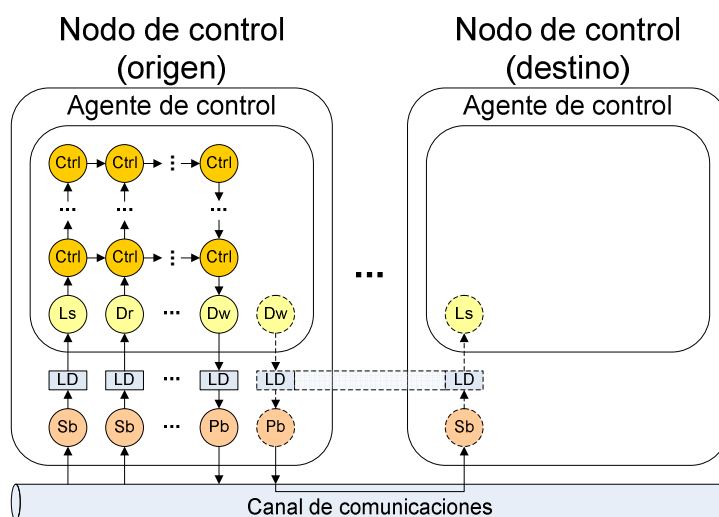 Nodo de control
(origen)
Nodo de control
(destino)
Agente de control
Agente de control
Ctrl Ctrl ... Ctrl
... ... ...
Ctrl Ctrl ... Ctrl
...
Ls Dr ... Dw Dw Ls
LD LD ... LD LD LD
Sb Sb ... Pb Pb Sb
Canal de comunicaciones